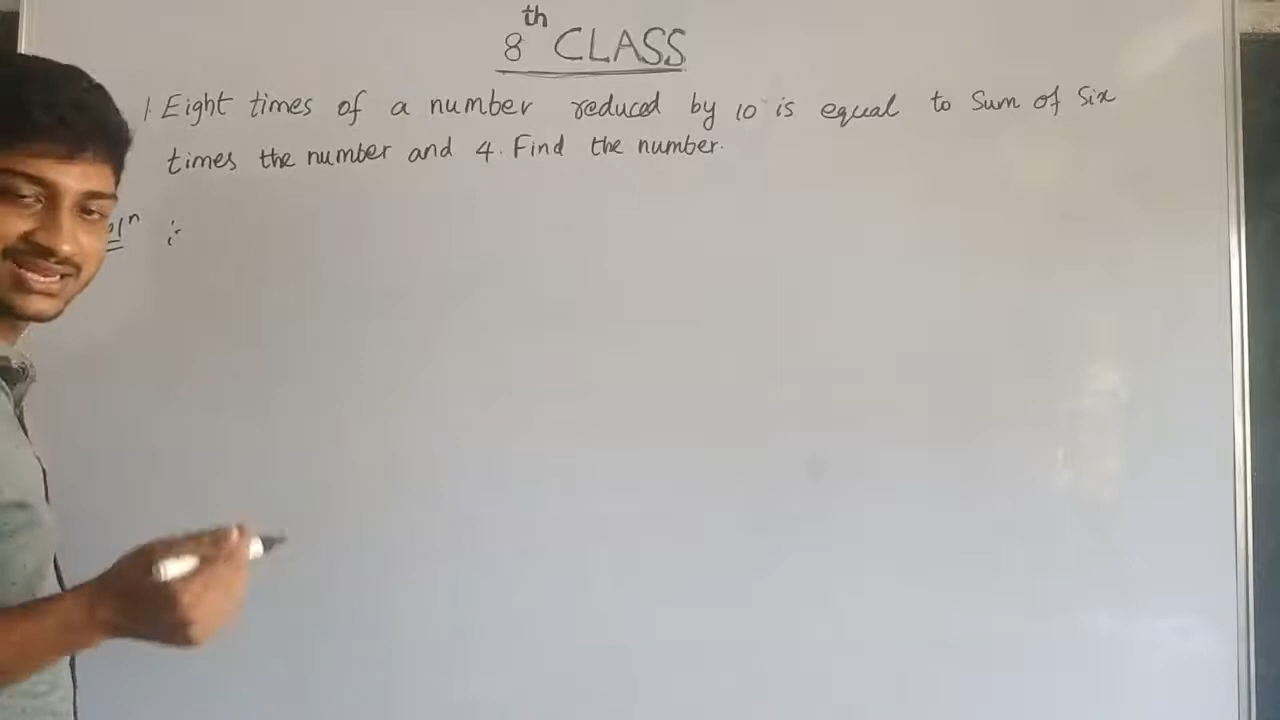 8th CLASS
1. Eight times of a number reduced by 10 is equal to Sum of Six
times the number and 4. Find the number.
:-